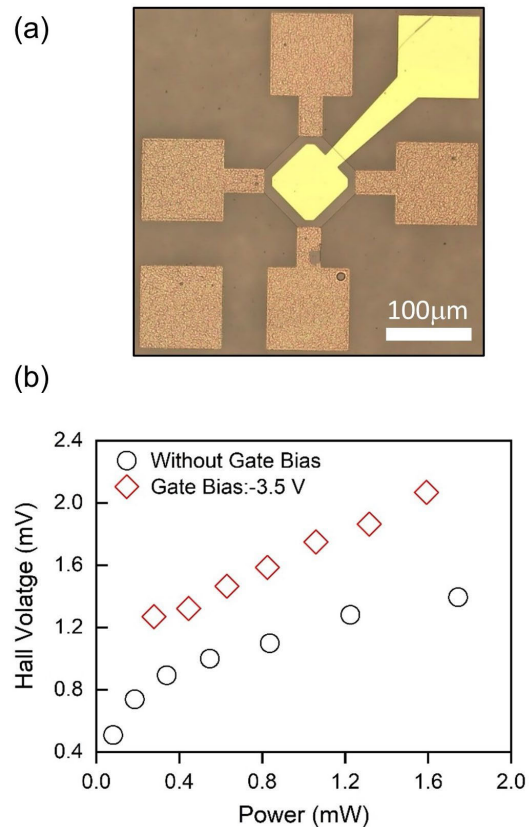 (a)
100μm
(b)
Without Gate Bias
Gate Bias:-3.5 V
Hall Volatge (mV)
2.4
2.0
1.6
1.2
0.8
0.4
0.0 0.4 0.8 1.2 1.6 2.0
Power (mW)